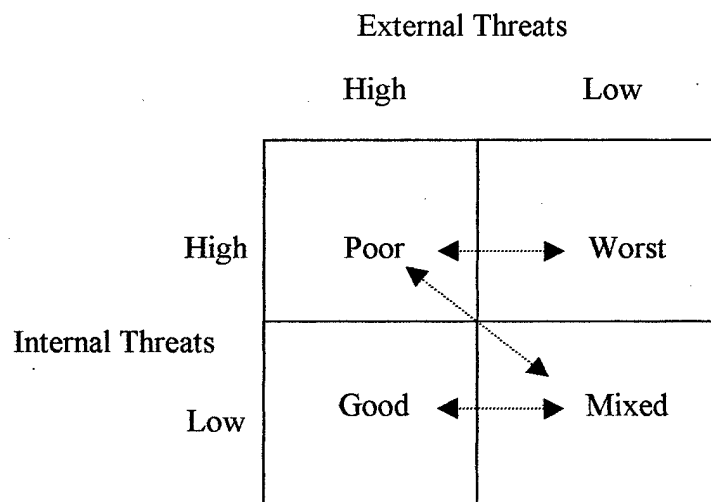 External Threats
High Low
High Poor Worst
Internal Threats
Low Good Mixed